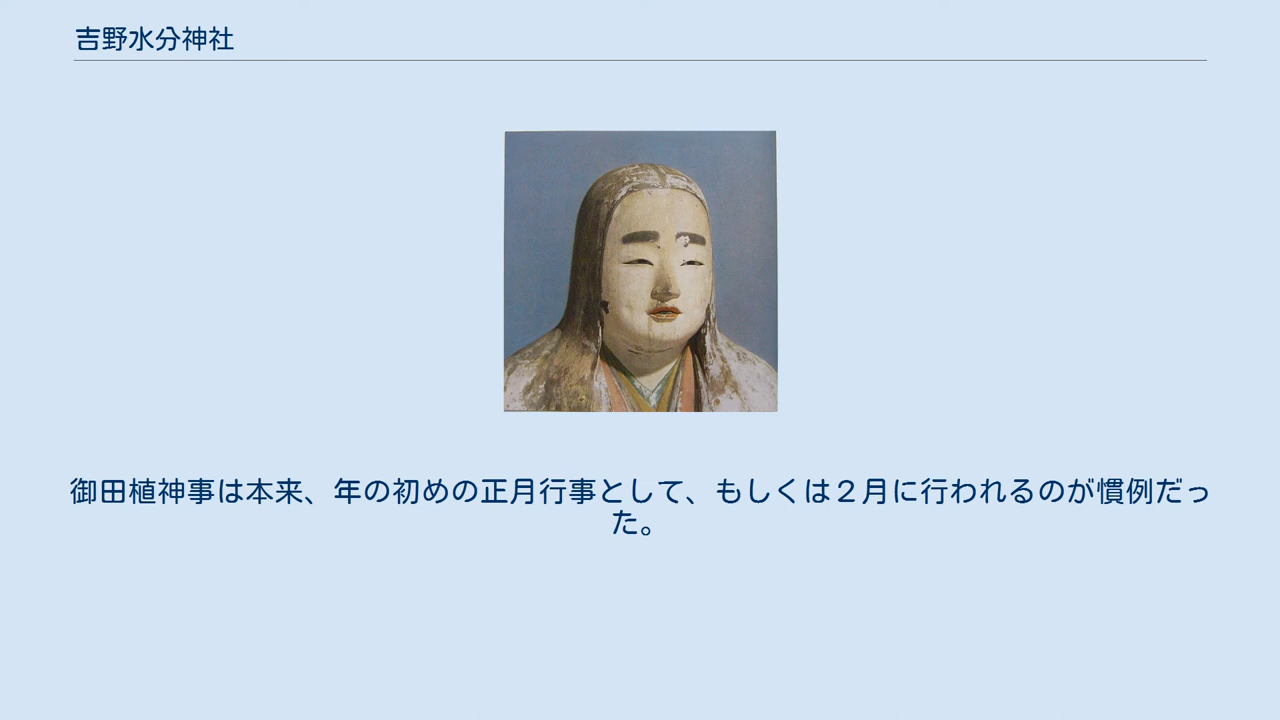 吉野水分神社
御田植神事は本来、年の初めの正月行事として、もしくは２月に行われるのが慣例だっ
た。